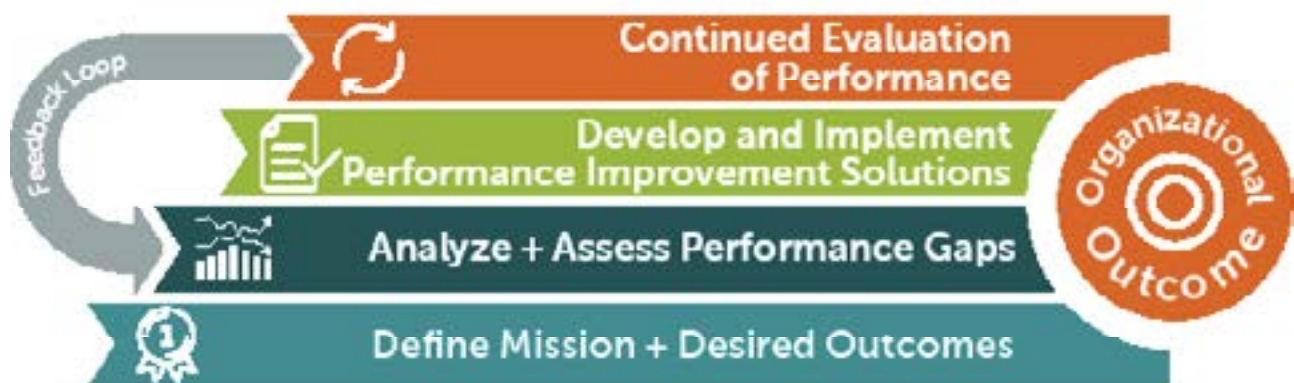 Feedback Loop
Continued Evaluation
of Performance
Develop and Implement
Performance Improvement Solutions
Analyze + Assess Performance Gaps
1
Define Mission + Desired Outcomes
Organizational
Outcome